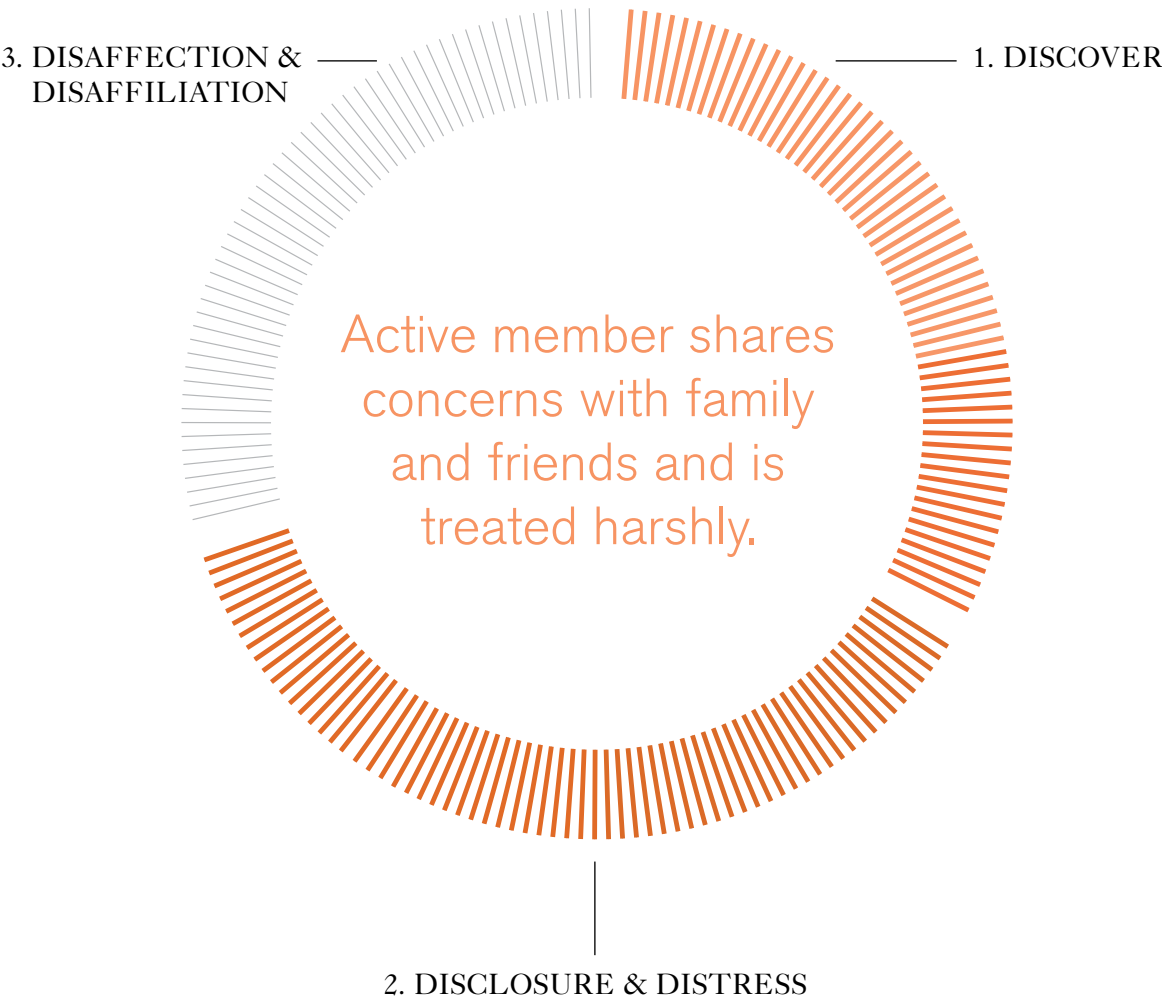 3. DISAFFECTION &
DISAFFILIATION
1. DISCOVER
Active member shares
concerns with family
and friends and is
treated harshly.
2. DISCLOSURE & DISTRESS